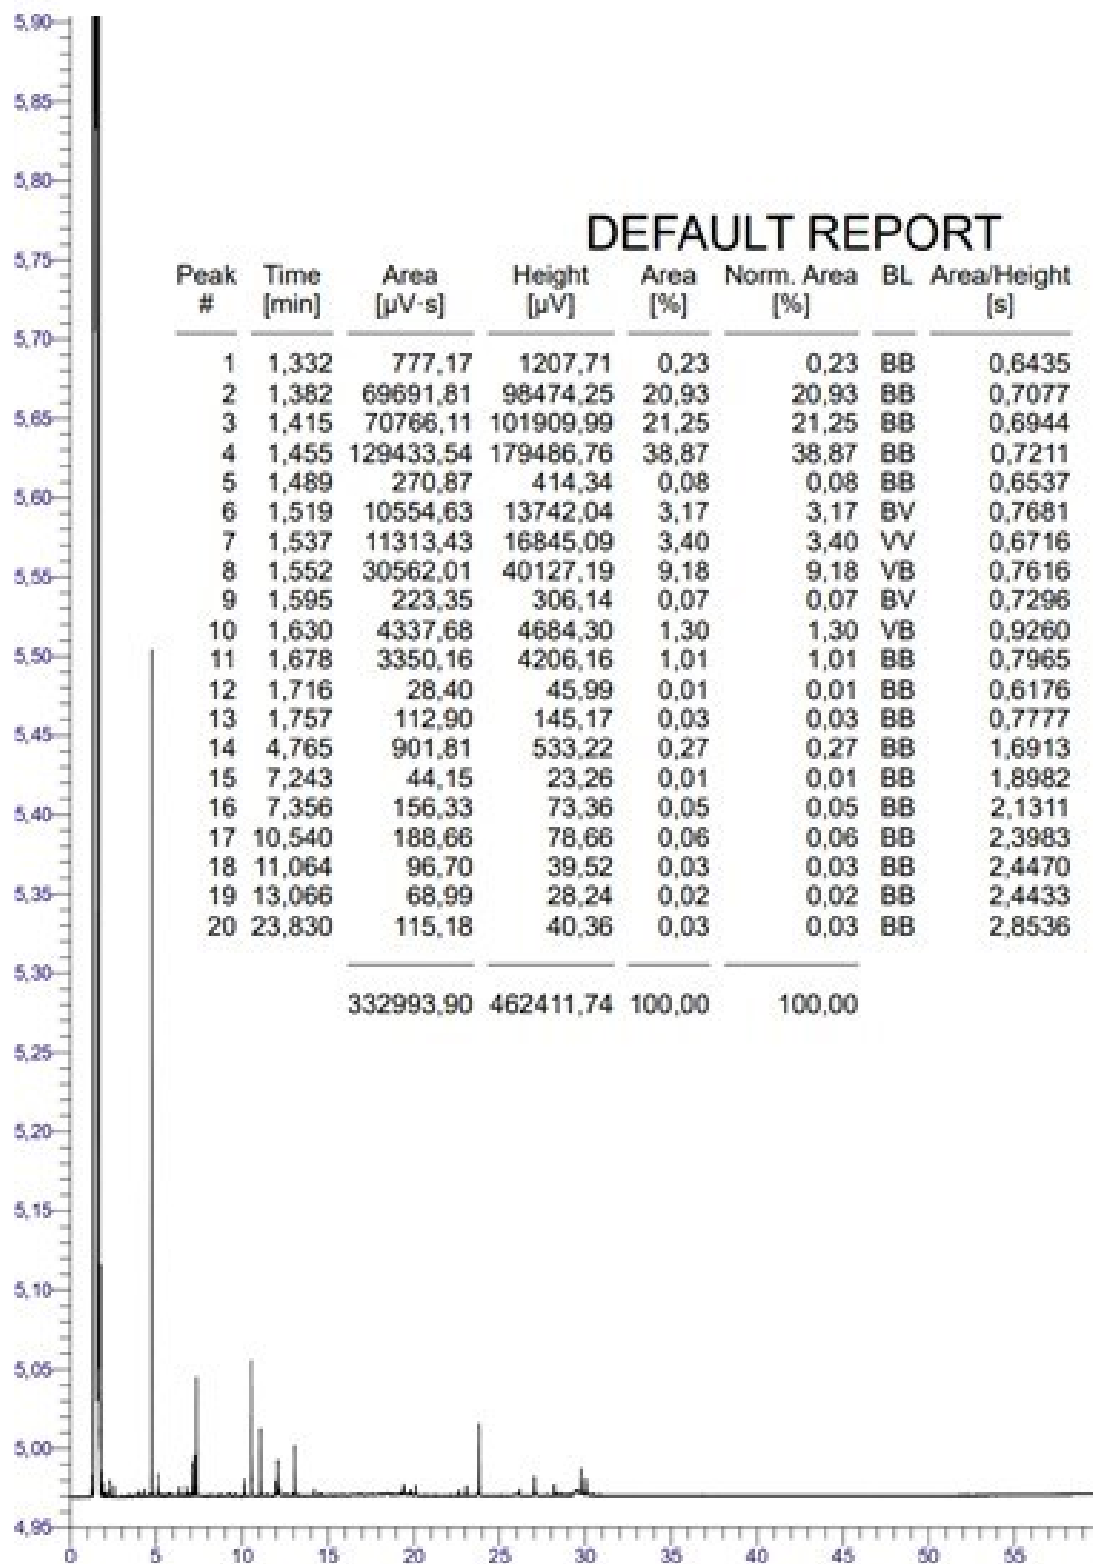 5,90
5,85
5,80
DEFAULT REPORT
5,75
Peak Time Area Height Area Norm. Area BL Area/Height
# [min] [µV·s] [µV] [%] [%] [s]
5,70
1 1,332 777,17 1207,71 0,23 0,23 BB 0,6435
2 1,382 69691,81 98474,25 20,93 20,93 BB 0,7077
5,65
3 1,415 70766,11 101909,99 21,25 21,25 BB 0,6944
4 1,455 129433,54 179486,76 38,87 38,87 BB 0,7211
5 1,489 270,87 414,34 0,08 0,08 BB 0,6537
5,60
6 1,519 10554,63 13742,04 3,17 3,17 BV 0,7681
7 1,537 11313,43 16845,09 3,40 3,40 VV 0,6716
8 1,552 30562,01 40127,19 9,18 9,18 VB 0,7616
5,55
9 1,595 223,35 306,14 0,07 0,07 BV 0,7296
10 1,630 4337,68 4684,30 1,30 1,30 VB 0,9260
5,50
11 1,678 3350,16 4206,16 1,01 1,01 BB 0,7965
12 1,716 28,40 45,99 0,01 0,01 BB 0,6176
13 1,757 112,90 145,17 0,03 0,03 BB 0,7777
5,45
14 4,765 901,81 533,22 0,27 0,27 BB 1,6913
15 7,243 44,15 23,26 0,01 0,01 BB 1,8982
16 7,356 156,33 73,36 0,05 0,05 BB 2,1311
5,40
17 10,540 188,66 78,66 0,06 0,06 BB 2,3983
18 11,064 96,70 39,52 0,03 0,03 BB 2,4470
19 13,066 68,99 28,24 0,02 0,02 BB 2,4433
5,35
20 23,830 115,18 40,36 0,03 0,03 BB 2,8536
5,30
332993,90 462411,74 100,00 100,00
5,25
5,20
5,15
5,10
5,05
5,00
4,95
0 5 10 15 20 25 30 35 40 45 50 55